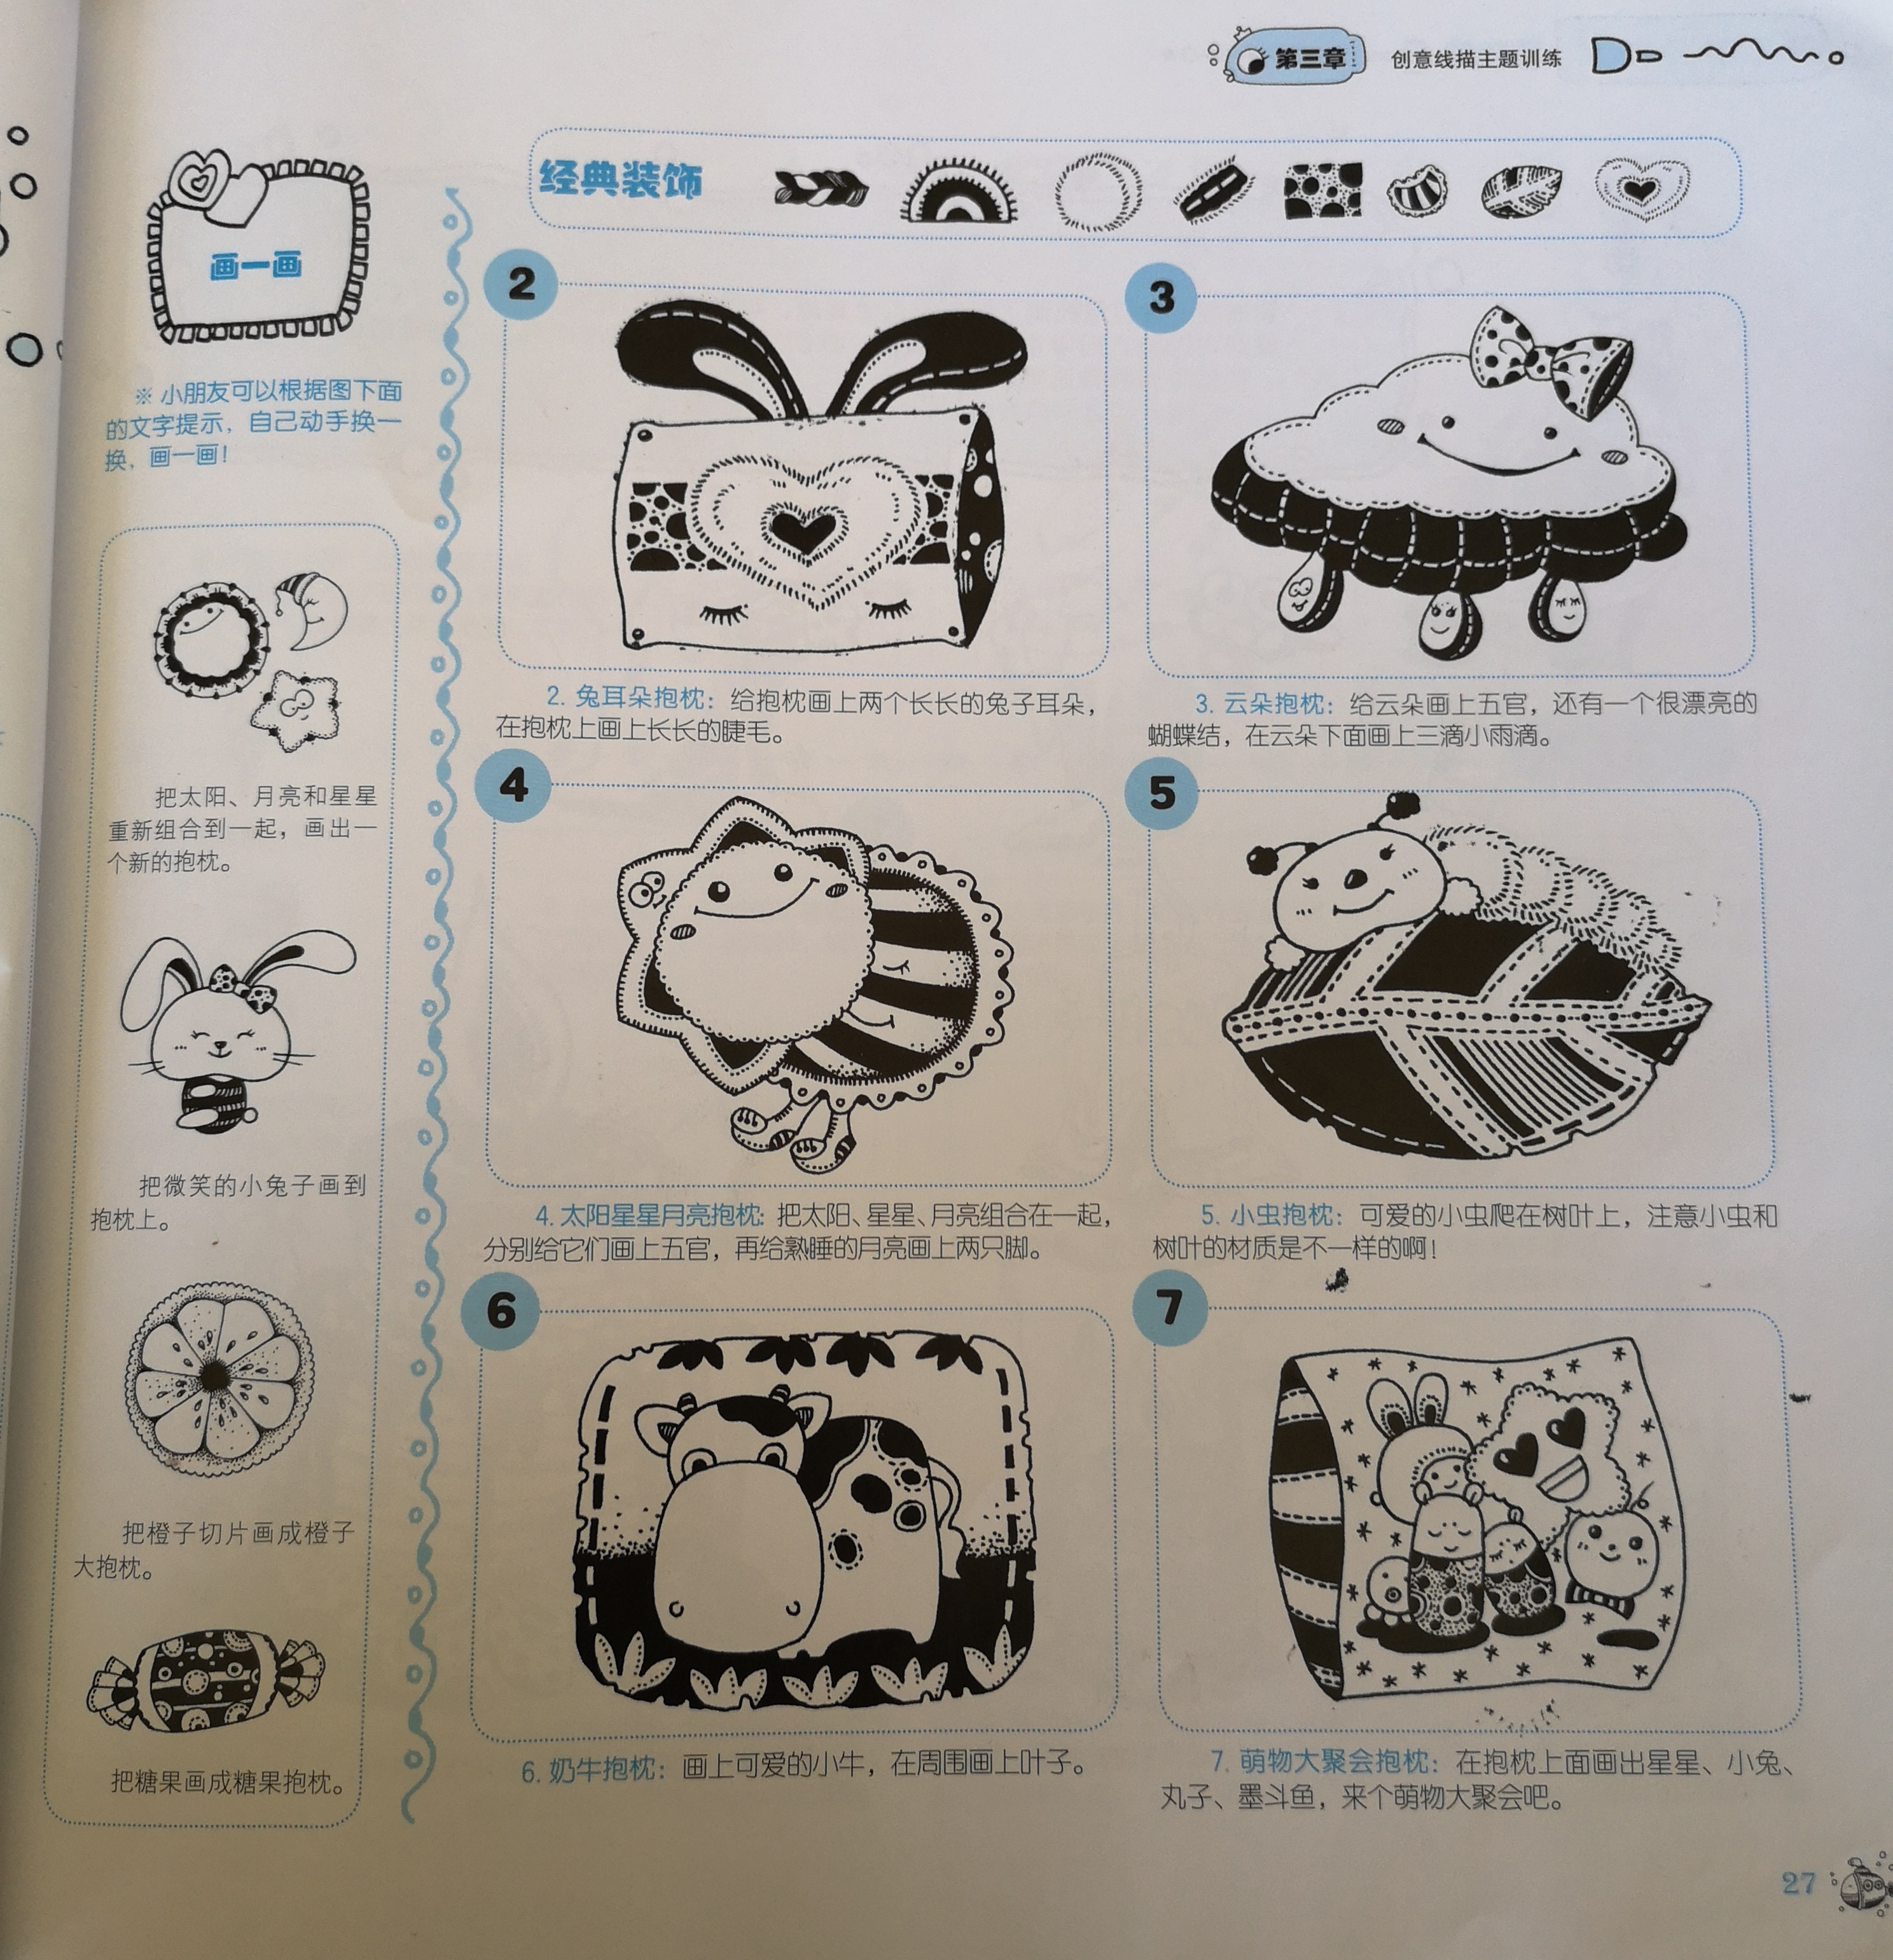 第三章 创意线描主题训练
画一画
※ 小朋友可以根据图下面
的文字提示，自己动手换一
换，画一画！
把太阳、月亮和星星
重新组合到一起，画出一
个新的抱枕。
把微笑的小兔子画到
抱枕上。
把橙子切片画成橙子
大抱枕。
把糖果画成糖果抱枕。
经典装饰
2
2. 兔耳朵抱枕：给抱枕画上两个长长的兔子耳朵，
在抱枕上画上长长的睫毛。
3
3. 云朵抱枕：给云朵画上五官，还有一个很漂亮的
蝴蝶结，在云朵下面画上三滴小雨滴。
4
4. 太阳星星月亮抱枕：把太阳、星星、月亮组合在一起，
分别给它们画上五官，再给熟睡的月亮画上两只脚。
5
5. 小虫抱枕：可爱的小虫爬在树叶上，注意小虫和
树叶的材质是不一样的啊！
6
6. 奶牛抱枕：画上可爱的小牛，在周围画上叶子。
7
7. 萌物大聚会抱枕：在抱枕上面画出星星、小兔、
丸子、墨斗鱼，来个萌物大聚会吧。
27